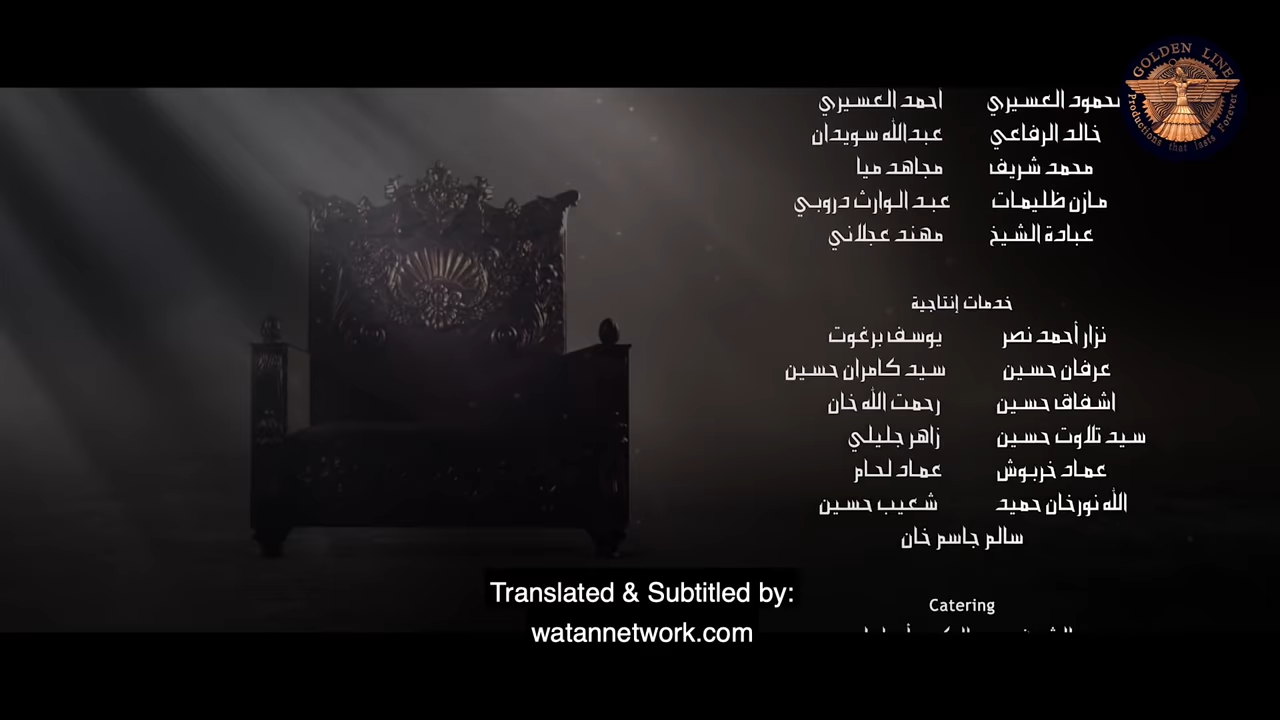 GOLDEN LINE
Productions that lasts Forever
محمود العسيري احمد العسيري
خالد الرفاعي عبدالله سويدان
محمد شريف مجاهد ميا
مازن ظليمات عبد الوارث دروبي
عبادة الشيخ مهند عجلاني
خدمات إنتاجية
نزار أحمد نصر يوسف برغوت
عرفان حسين سيد كامران حسين
اشفاق حسين رحمت الله خان
سيد تلاوت حسين زاهر جليلي
عماد خربوش عماد لحام
الله نورخان حميد شعيب حسين
سالم جاسم خان
Translated & Subtitled by:
watannetwork.com
Catering